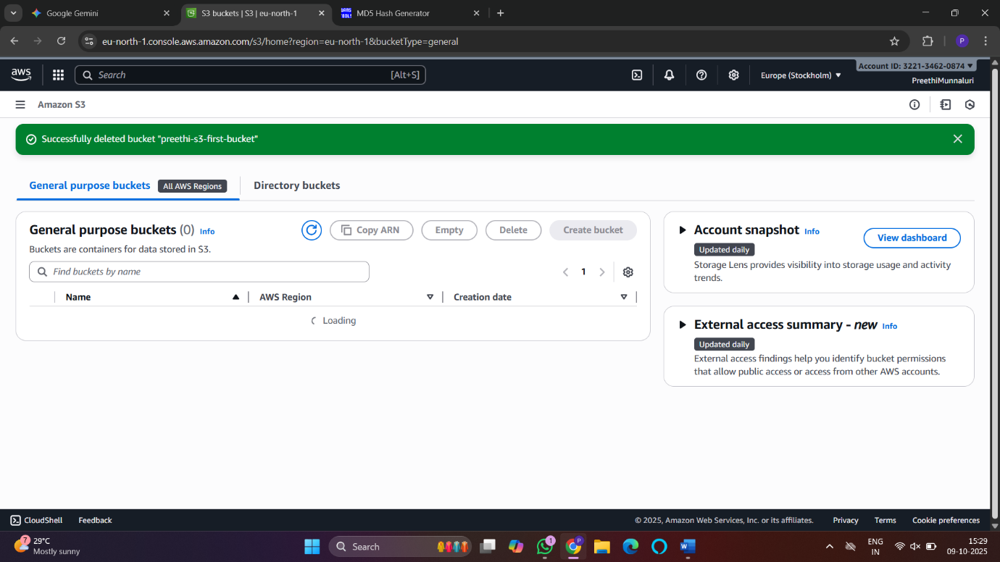 Google Gemini
S3 buckets | S3 | eu-north-1
DANS TOOLS
MD5 Hash Generator
eu-north-1.console.aws.amazon.com/s3/home?region=eu-north-1&bucketType=general
P
aws
Search [Alt+S]
Europe (Stockholm)
Account ID: 3221-3462-0874
PreethiMunnaluri
Amazon S3
Successfully deleted bucket "preethi-s3-first-bucket"
General purpose buckets All AWS Regions
Directory buckets
General purpose buckets (0) Info
Copy ARN
Empty
Delete
Create bucket
Buckets are containers for data stored in S3.
Find buckets by name
1
Name
AWS Region
Creation date
Loading
Account snapshot Info
View dashboard
Updated daily
Storage Lens provides visibility into storage usage and activity
trends.
External access summary - new Info
Updated daily
External access findings help you identify bucket permissions
that allow public access or access from other AWS accounts.
CloudShell
Feedback
© 2025, Amazon Web Services, Inc. or its affiliates.
Privacy
Terms
Cookie preferences
7
29°C
Mostly sunny
Search
1
P
W
ENG
IN
15:29
09-10-2025